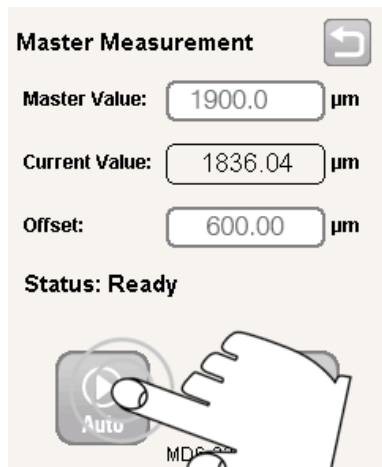 Master Measurement
Master Value: 1900.0 µm
Current Value: 1836.04 µm
Offset: 600.00 µm
Status: Ready
Auto